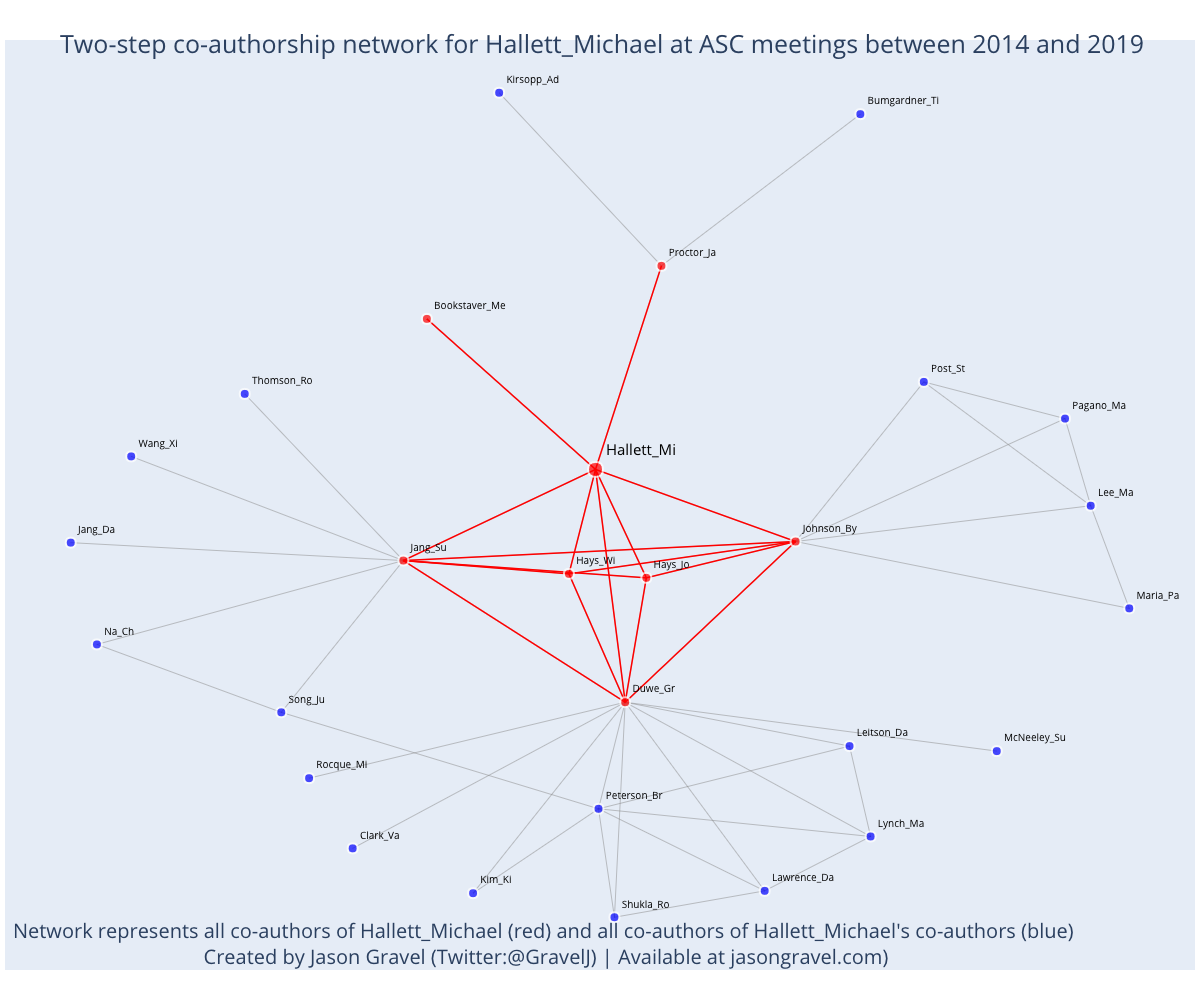 Two-step co-authorship network for Hallett_Michael at ASC meetings between 2014 and 2019
Kirsopp_Ad
Bumgardner_Ti
Proctor_Ja
Bookstaver_Me
Post_St
Thomson_Ro
Pagano_Ma
Wang_Xi
Hallett_Mi
Lee_Ma
Jang_Da
Johnson_By
Jang_Su
Hays_Wi
Hays_Jo
Maria_Pa
Na_Ch
Duwe_Gr
Song_Ju
Leitson_Da
McNeeley_Su
Rocque_Mi
Peterson_Br
Lynch_Ma
Clark_Va
Kim_Ki
Lawrence_Da
Shukla_Ro
Network represents all co-authors of Hallett_Michael (red) and all co-authors of Hallett_Michael's co-authors (blue)
Created by Jason Gravel (Twitter:@GravelJ) | Available at jasongravel.com)